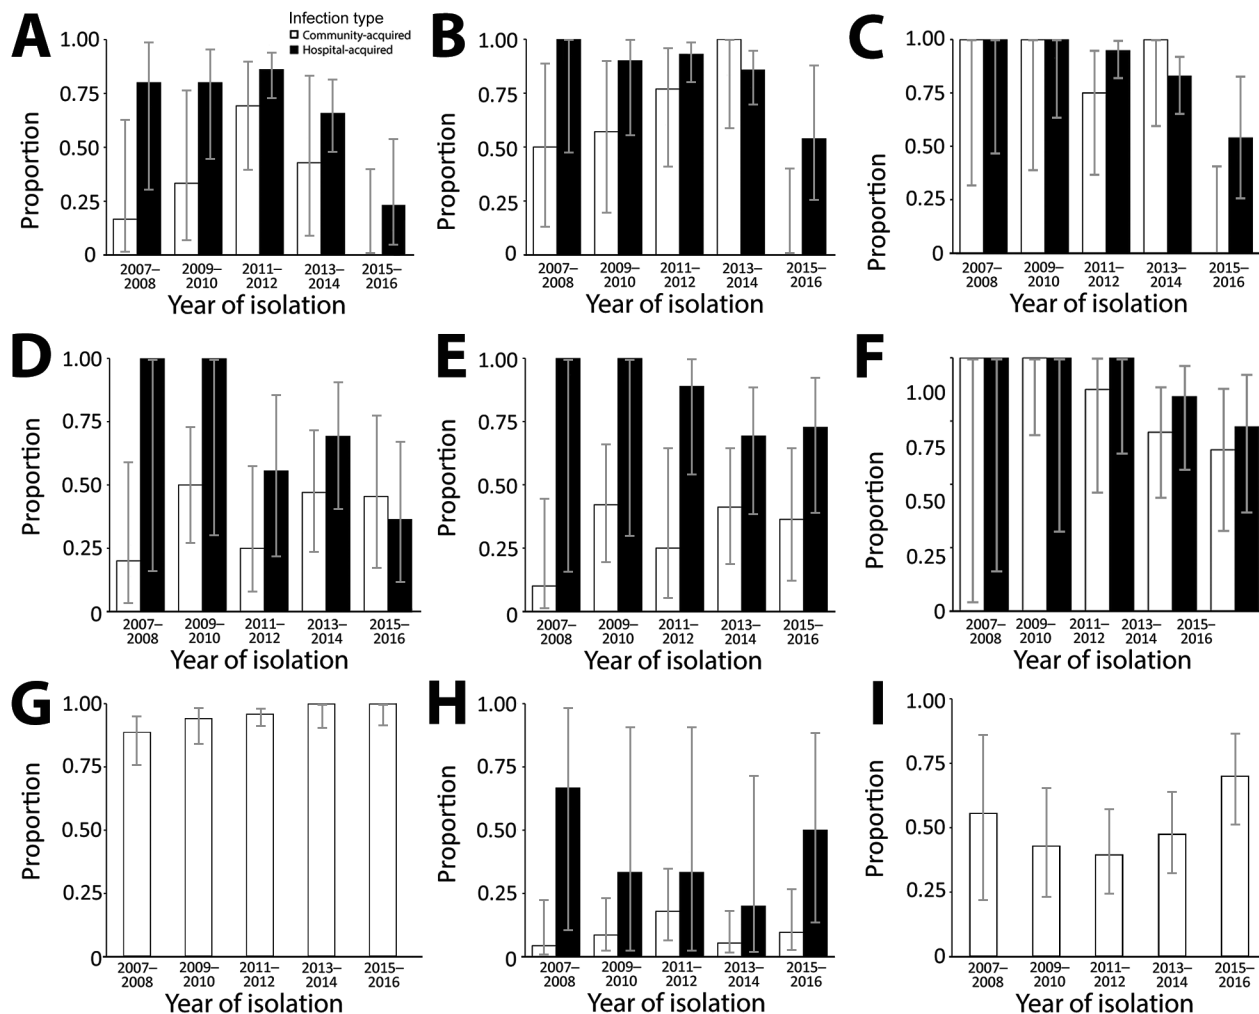 A
Infection type
Community-acquired
Hospital-acquired
Proportion
1.00
0.75
0.50
0.25
0
2007– 2009– 2011– 2013– 2015–
2008 2010 2012 2014 2016
Year of isolation
B
Proportion
1.00
0.75
0.50
0.25
0
2007– 2009– 2011– 2013– 2015–
2008 2010 2012 2014 2016
Year of isolation
C
Proportion
1.00
0.75
0.50
0.25
0
2007– 2009– 2011– 2013– 2015–
2008 2010 2012 2014 2016
Year of isolation
D
Proportion
1.00
0.75
0.50
0.25
0
2007– 2009– 2011– 2013– 2015–
2008 2010 2012 2014 2016
Year of isolation
E
Proportion
1.00
0.75
0.50
0.25
0
2007– 2009– 2011– 2013– 2015–
2008 2010 2012 2014 2016
Year of isolation
F
Proportion
1.00
0.75
0.50
0.25
0
2007– 2009– 2011– 2013– 2015–
2008 2010 2012 2014 2016
Year of isolation
G
Proportion
1.00
0.75
0.50
0.25
0
2007– 2009– 2011– 2013– 2015–
2008 2010 2012 2014 2016
Year of isolation
H
Proportion
1.00
0.75
0.50
0.25
0
2007– 2009– 2011– 2013– 2015–
2008 2010 2012 2014 2016
Year of isolation
I
Proportion
1.00
0.75
0.50
0.25
0
2007– 2009– 2011– 2013– 2015–
2008 2010 2012 2014 2016
Year of isolation